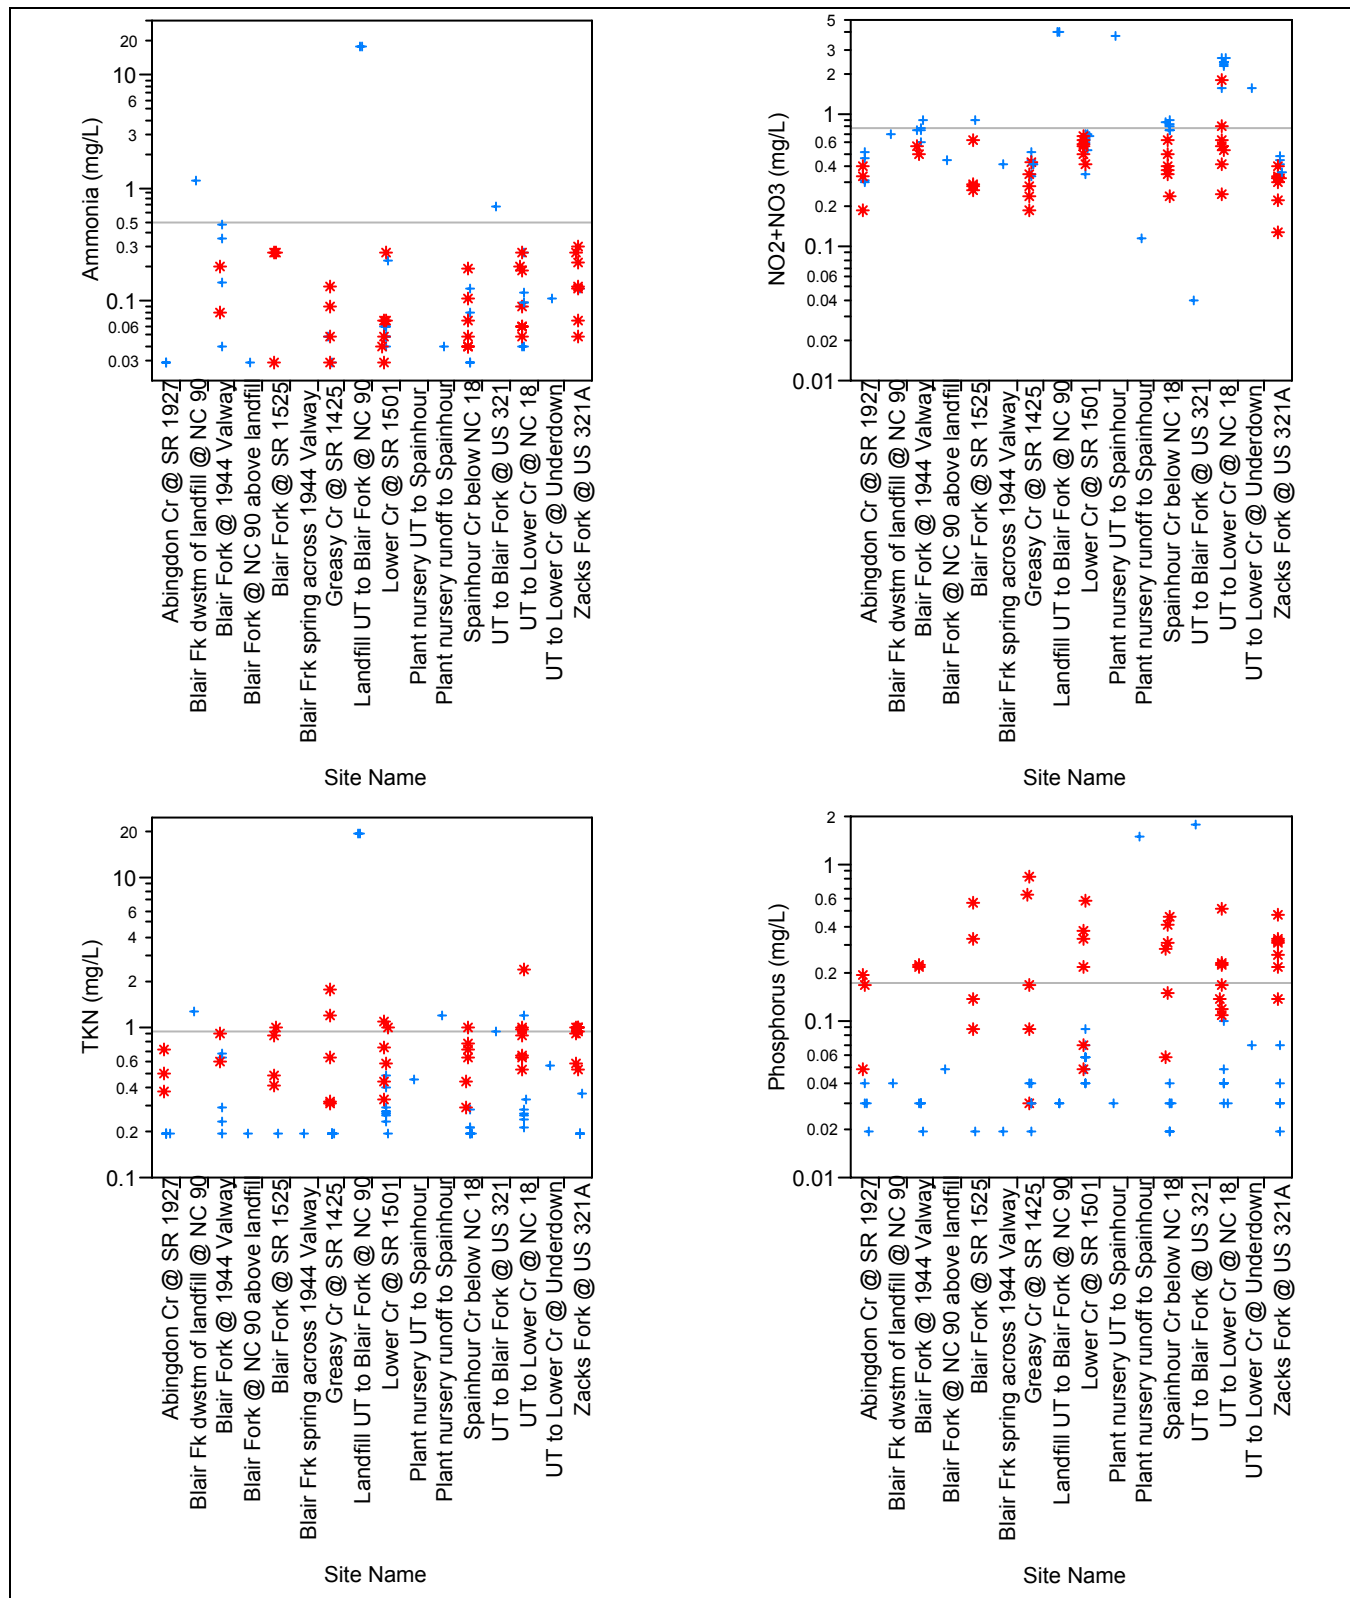 Ammonia (mg/L)
20
10
6
3
2
1
0.5
0.3
0.1
0.06
0.03
Abingdon Cr @ SR 1927
Blair Fk dwstm of landfill @ NC 90
Blair Fork @ 1944 Valway
Blair Fork @ NC 90 above landfill
Blair Fork @ SR 1525
Blair Frk spring across 1944 Valway
Greasy Cr @ SR 1425
Landfill UT to Blair Fork @ NC 90
Lower Cr @ SR 1501
Plant nursery UT to Spainhour
Plant nursery runoff to Spainhour
Spainhour Cr below NC 18
UT to Blair Fork @ US 321
UT to Lower Cr @ NC 18
UT to Lower Cr @ Underdown
Zacks Fork @ US 321A
Site Name
NO2+NO3 (mg/L)
5
3
2
1
0.6
0.4
0.2
0.1
0.06
0.04
0.02
0.01
Abingdon Cr @ SR 1927
Blair Fk dwstm of landfill @ NC 90
Blair Fork @ 1944 Valway
Blair Fork @ NC 90 above landfill
Blair Fork @ SR 1525
Blair Frk spring across 1944 Valway
Greasy Cr @ SR 1425
Landfill UT to Blair Fork @ NC 90
Lower Cr @ SR 1501
Plant nursery UT to Spainhour
Plant nursery runoff to Spainhour
Spainhour Cr below NC 18
UT to Blair Fork @ US 321
UT to Lower Cr @ NC 18
UT to Lower Cr @ Underdown
Zacks Fork @ US 321A
Site Name
TKN (mg/L)
20
10
6
4
2
1
0.6
0.4
0.2
0.1
Abingdon Cr @ SR 1927
Blair Fk dwstm of landfill @ NC 90
Blair Fork @ 1944 Valway
Blair Fork @ NC 90 above landfill
Blair Fork @ SR 1525
Blair Frk spring across 1944 Valway
Greasy Cr @ SR 1425
Landfill UT to Blair Fork @ NC 90
Lower Cr @ SR 1501
Plant nursery UT to Spainhour
Plant nursery runoff to Spainhour
Spainhour Cr below NC 18
UT to Blair Fork @ US 321
UT to Lower Cr @ NC 18
UT to Lower Cr @ Underdown
Zacks Fork @ US 321A
Site Name
Phosphorus (mg/L)
2
1
0.6
0.4
0.2
0.1
0.06
0.04
0.02
0.01
Abingdon Cr @ SR 1927
Blair Fk dwstm of landfill @ NC 90
Blair Fork @ 1944 Valway
Blair Fork @ NC 90 above landfill
Blair Fork @ SR 1525
Blair Frk spring across 1944 Valway
Greasy Cr @ SR 1425
Landfill UT to Blair Fork @ NC 90
Lower Cr @ SR 1501
Plant nursery UT to Spainhour
Plant nursery runoff to Spainhour
Spainhour Cr below NC 18
UT to Blair Fork @ US 321
UT to Lower Cr @ NC 18
UT to Lower Cr @ Underdown
Zacks Fork @ US 321A
Site Name